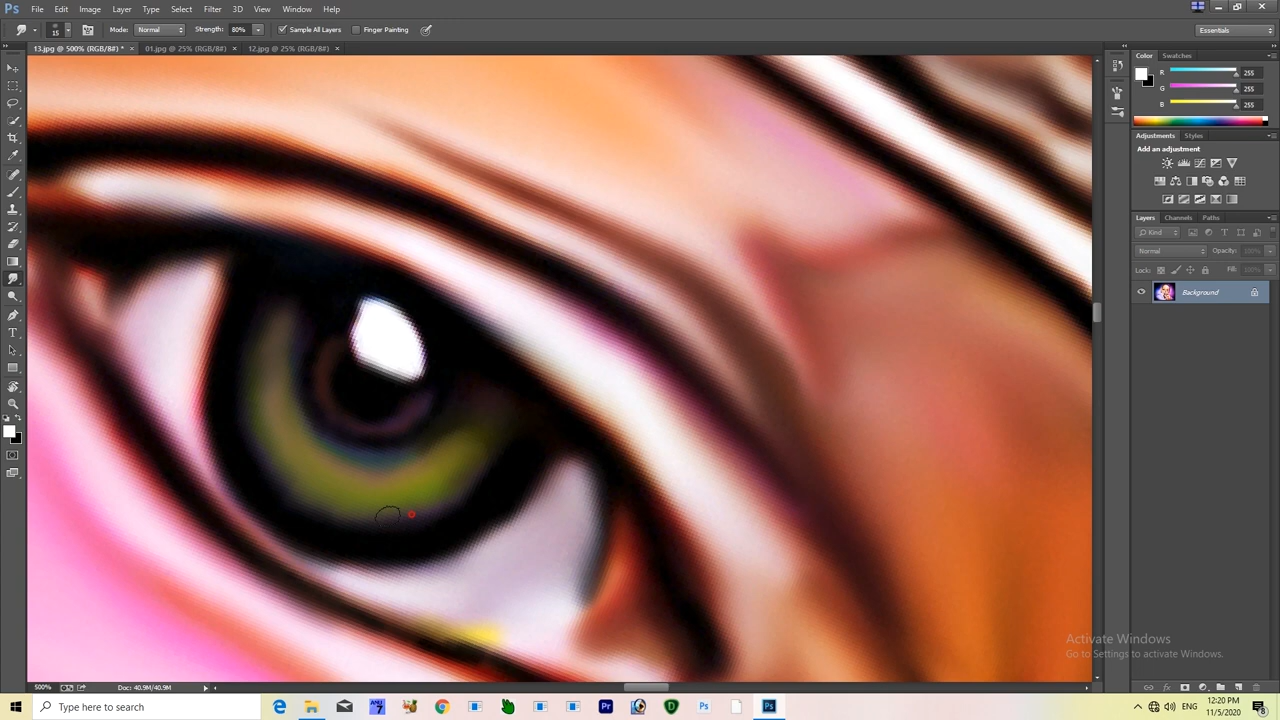 Ps File Edit Image Layer Type Select Filter 3D View Window Help
15 Mode: Normal Strength: 80% Sample All Layers Finger Painting Essentials
13.jpg @ 500% (RGB/8#) * × 01.jpg @ 25% (RGB/8#) × 12.jpg @ 25% (RGB/8#) ×
Color Swatches
R 255
G 255
B 255
Adjustments Styles
Add an adjustment
Layers Channels Paths
Kind
Normal Opacity: 100%
Lock: Fill: 100%
Background
Activate Windows
Go to Settings to activate Windows.
500% Doc: 40.9M/40.9M
Type here to search
ENG
12:20 PM
11/5/2020